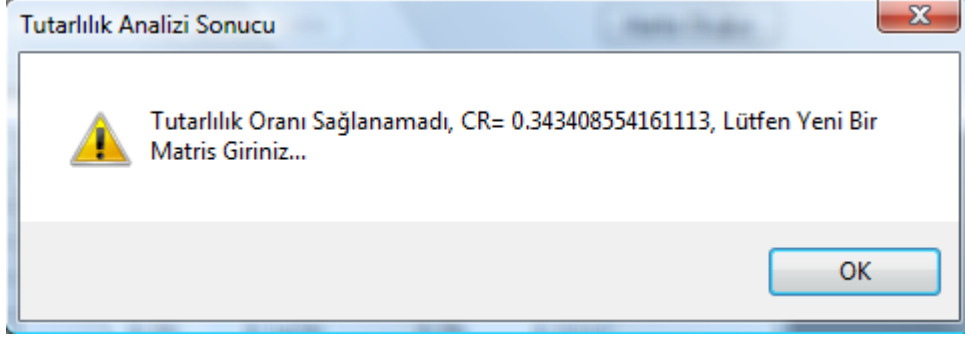 Tutarlılık Analizi Sonucu
Tutarlılık Oranı Sağlanamadı, CR= 0.343408554161113, Lütfen Yeni Bir
Matris Giriniz...
OK